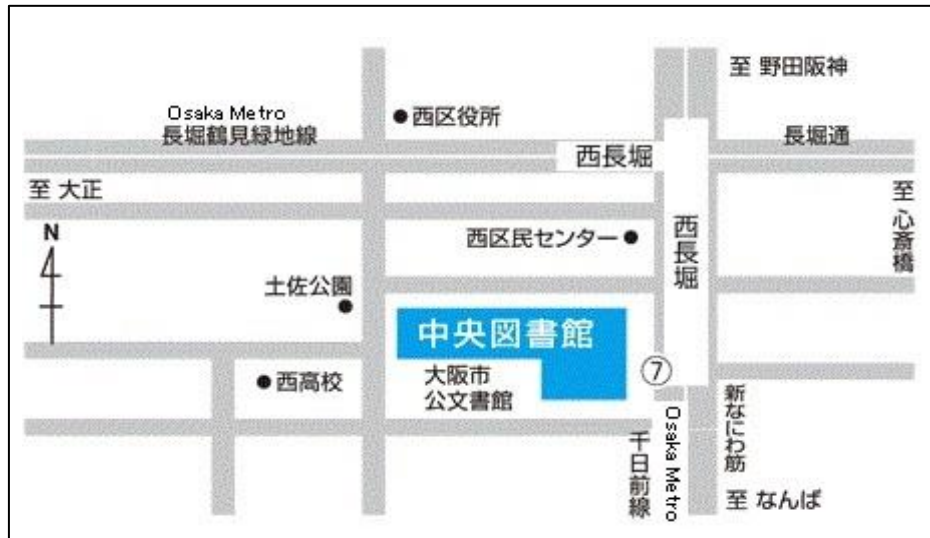 至 野田阪神
Osaka Metro
長堀鶴見緑地線
西区役所
長堀通
西長堀
至 大正
至 心斎橋
N
西区民センター
西長堀
土佐公園
中央図書館
西高校
大阪市
公文書館
⑦
新なにわ筋
千日前線
Osaka Metro
至 なんば